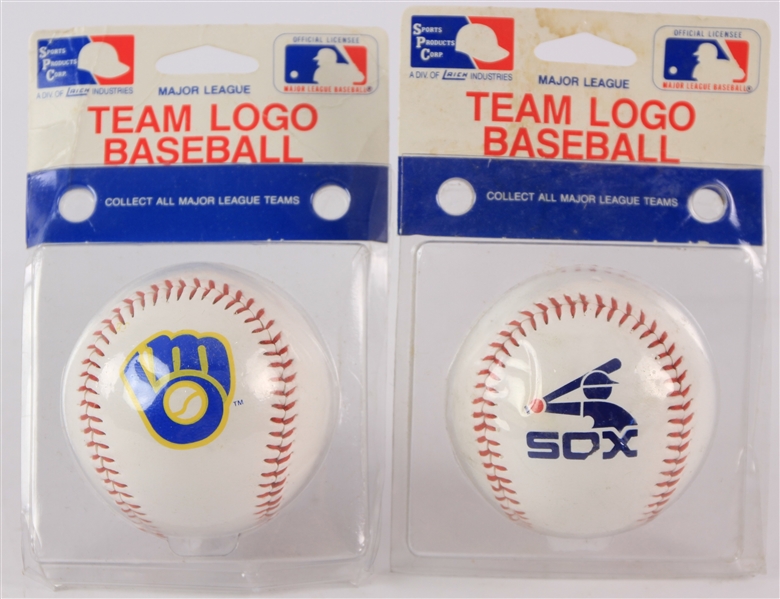 SPORTS
PRODUCTS
CORP.
A DIV. OF LRICH INDUSTRIES
OFFICIAL LICENSEE
MAJOR LEAGUE BASEBALL®
MAJOR LEAGUE
TEAM LOGO
BASEBALL
COLLECT ALL MAJOR LEAGUE TEAMS
TM
SPORTS
PRODUCTS
CORP.
A DIV. OF LRICH INDUSTRIES
OFFICIAL LICENSEE
MAJOR LEAGUE BASEBALL®
MAJOR LEAGUE
TEAM LOGO
BASEBALL
COLLECT ALL MAJOR LEAGUE TEAMS
SOX